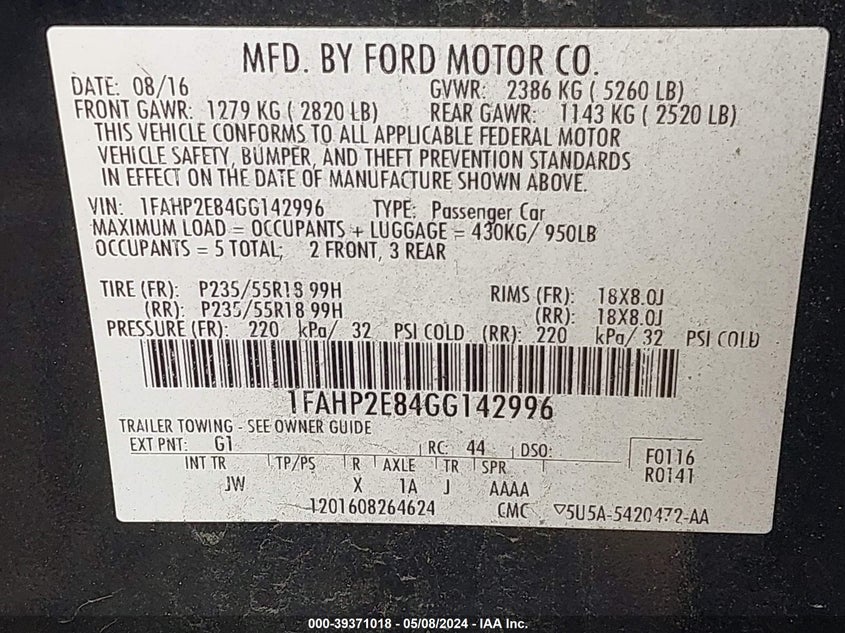 MFD. BY FORD MOTOR CO.
DATE: 08/16 GVWR: 2386 KG ( 5260 LB)
FRONT GAWR: 1279 KG ( 2820 LB) REAR GAWR: 1143 KG ( 2520 LB)
THIS VEHICLE CONFORMS TO ALL APPLICABLE FEDERAL MOTOR
VEHICLE SAFETY, BUMPER, AND THEFT PREVENTION STANDARDS
IN EFFECT ON THE DATE OF MANUFACTURE SHOWN ABOVE.
VIN: 1FAHP2E84GG142996 TYPE: Passenger Car
MAXIMUM LOAD = OCCUPANTS + LUGGAGE = 430KG/ 950LB
OCCUPANTS = 5 TOTAL; 2 FRONT, 3 REAR
TIRE (FR): P235/55R18 99H RIMS (FR): 18X8.0J
(RR): P235/55R18 99H (RR): 18X8.0J
PRESSURE (FR): 220 kPa/ 32 PSI COLD (RR): 220 kPa/ 32 PSI COLD
1FAHP2E84GG142996
TRAILER TOWING - SEE OWNER GUIDE
EXT PNT: G1 RC: 44 DSO: F0116
INT TR TP/PS R AXLE TR SPR R0141
JW X 1A J AAAA
1201608264624 CMC ▽5U5A-5420472-AA
000-39371018 - 05/08/2024 - IAA Inc.